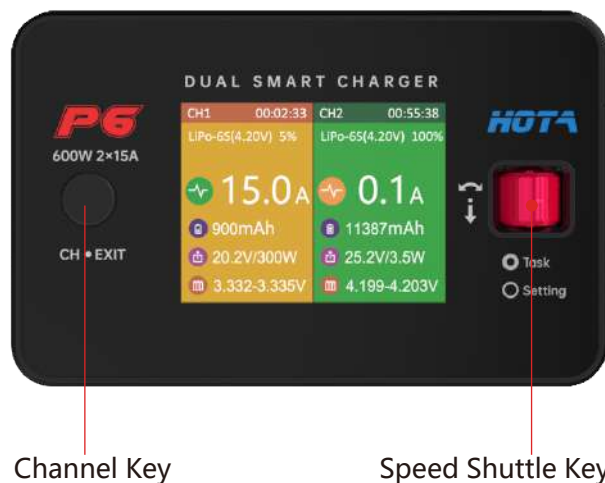 DUAL SMART CHARGER
P6
600W 2×15A
CH • EXIT
CH1 00:02:33
LiPo-6S(4.20V) 5%
15.0A
900mAh
20.2V/300W
3.332-3.335V
CH2 00:55:38
LiPo-6S(4.20V) 100%
0.1A
11387mAh
25.2V/3.5W
4.199-4.203V
HOTA
Task
Setting
Channel Key
Speed Shuttle Key